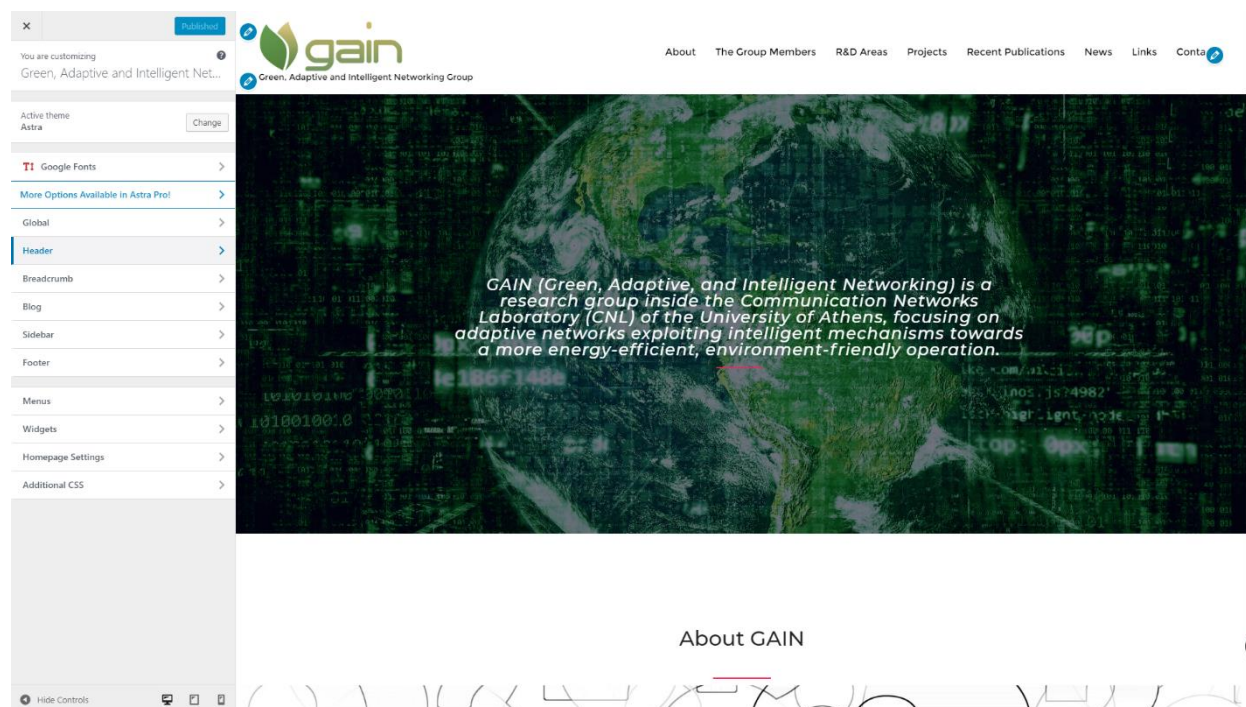 Published
You are customizing
Green, Adaptive and Intelligent Net...
Active theme
Astra
Change
Google Fonts
More Options Available in Astra Pro!
Global
Header
Breadcrumb
Blog
Sidebar
Footer
Menus
Widgets
Homepage Settings
Additional CSS
Hide Controls
gain
Green, Adaptive and Intelligent Networking Group
About The Group Members R&D Areas Projects Recent Publications News Links Conta
GAIN (Green, Adaptive, and Intelligent Networking) is a
research group inside the Communication Networks
Laboratory (CNL) of the University of Athens, focusing on
adaptive networks exploiting intelligent mechanisms towards
a more energy-efficient, environment-friendly operation.
About GAIN